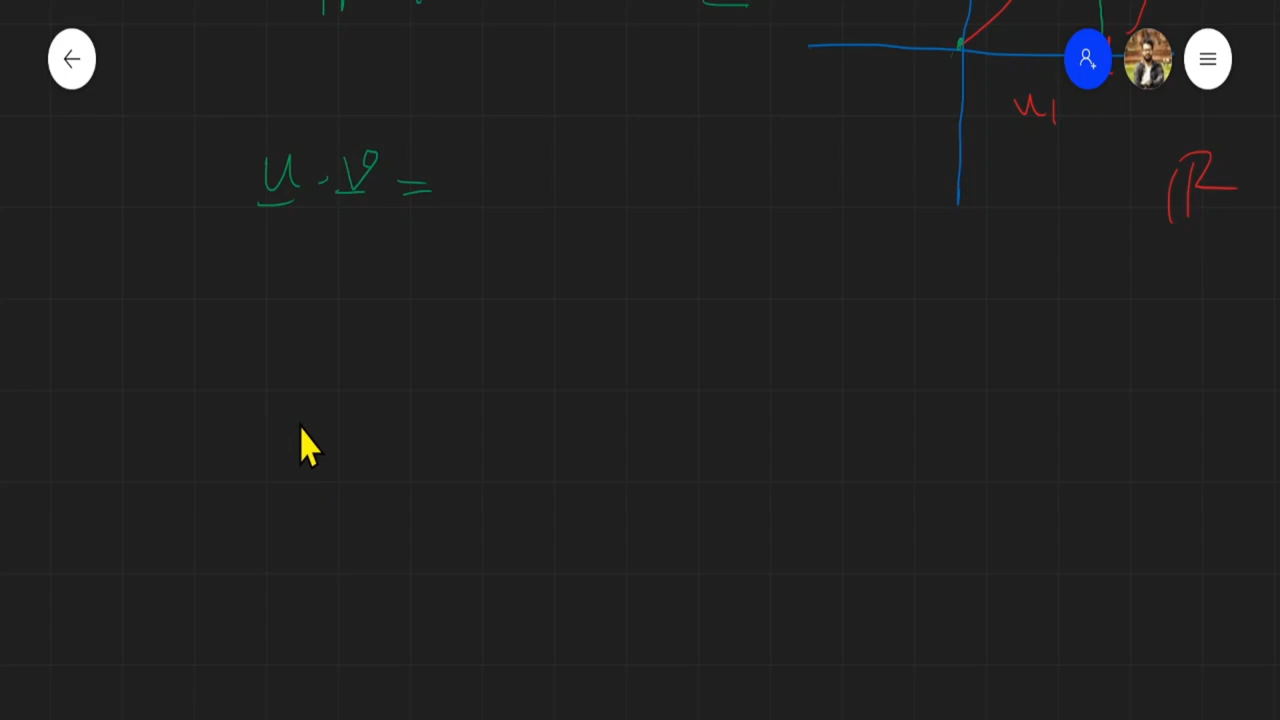 u₁
u · v =
R